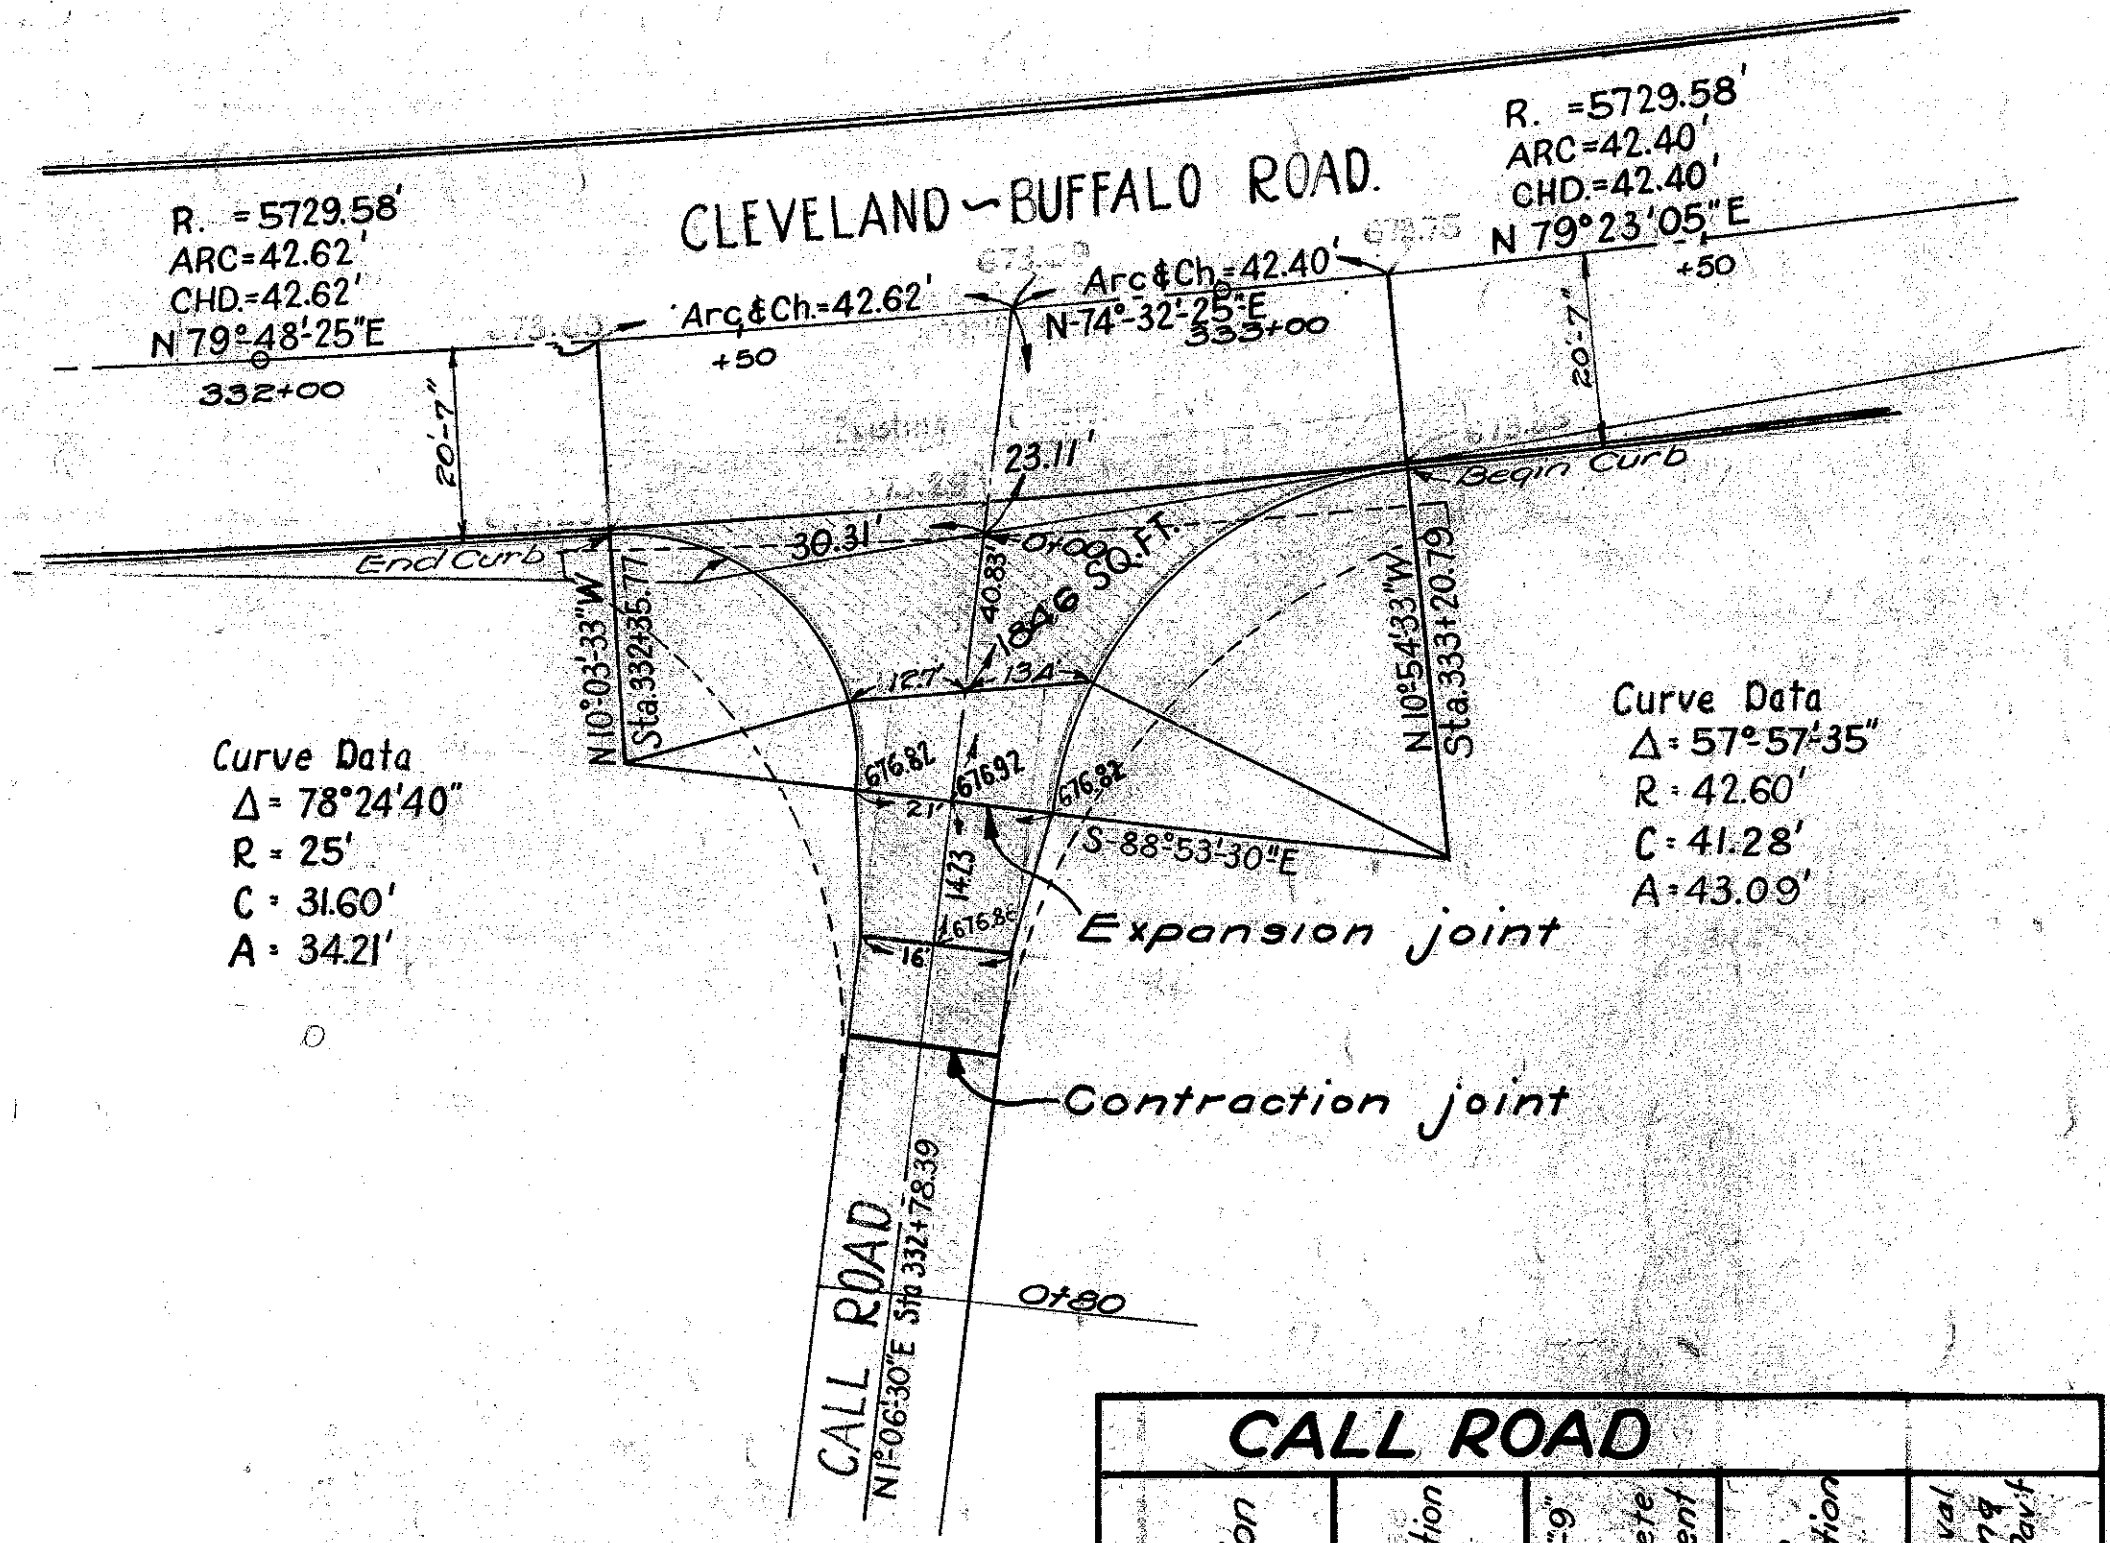 R. = 5729.58'
ARC = 42.40'
CHD. = 42.40'
N 79° 23' 05" E
+50
R. = 5729.58'
ARC = 42.62'
CHD. = 42.62'
N 79°-48'-25" E
332+00
CLEVELAND ~ BUFFALO ROAD.
678.75
Arc & Ch. = 42.62'
+50
Arc & Ch. = 42.40'
N-74°-32'-25" E
333+00
20'-7"
20'-7"
23.11'
Begin Curb
End Curb
30.31'
0+00
40.83'
1846 SQ. FT.
N 10°-03'-33" W
Sta. 332+35.77
N 10°-54'-33" W
Sta. 333+20.79
12.7'
13.4'
Curve Data
Δ = 78° 24' 40"
R = 25'
C = 31.60'
A = 34.21'
Curve Data
Δ = 57°-57'-35"
R = 42.60'
C = 41.28'
A = 43.09'
676.82
676.92
676.82
21'
S-88°-53'-30" E
14.23
16'
Expansion joint
Contraction joint
CALL ROAD
N 1°-06'-30" E Sta 332+78.39
0+80
CALL ROAD